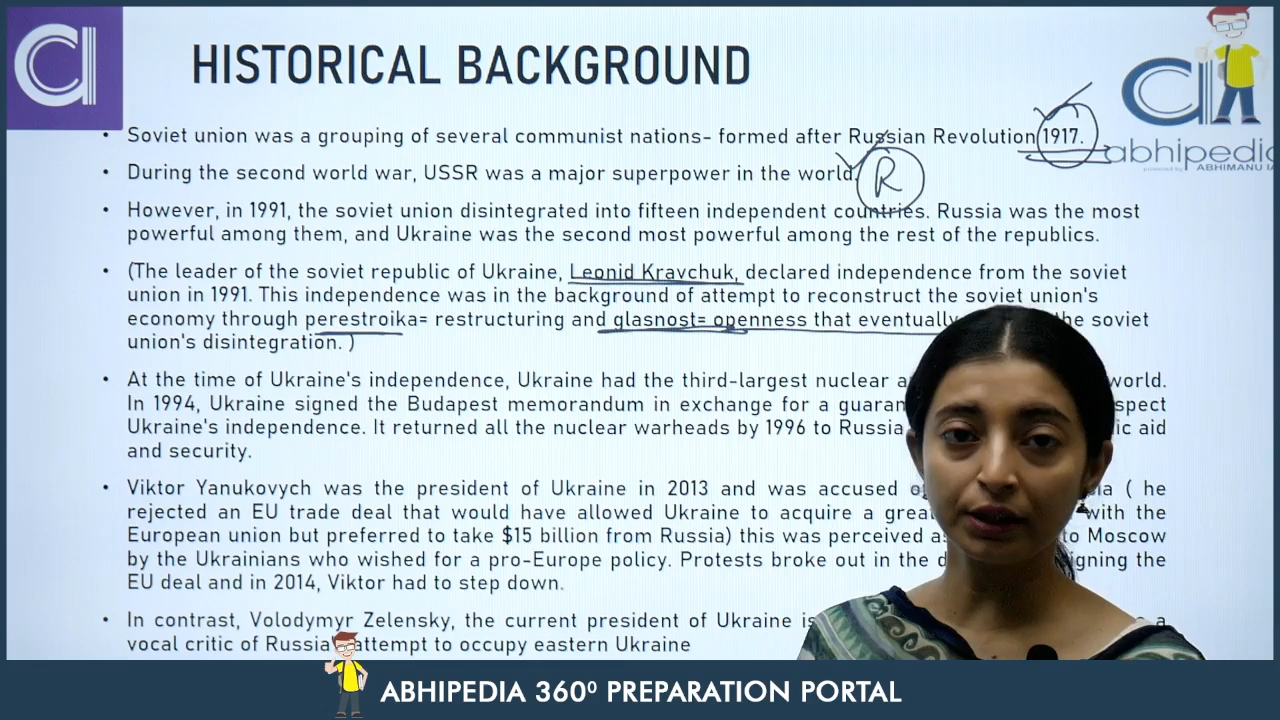 HISTORICAL BACKGROUND
• Soviet union was a grouping of several communist nations- formed after Russian Revolution 1917.
abhipedia
ABHIMANU IA
• During the second world war, USSR was a major superpower in the world.
R
• However, in 1991, the soviet union disintegrated into fifteen independent countries. Russia was the most
powerful among them, and Ukraine was the second most powerful among the rest of the republics.
• (The leader of the soviet republic of Ukraine, Leonid Kravchuk, declared independence from the soviet
union in 1991. This independence was in the background of attempt to reconstruct the soviet union's
economy through perestroika= restructuring and glasnost= openness that eventually the soviet
union's disintegration. )
• At the time of Ukraine's independence, Ukraine had the third-largest nuclear world.
In 1994, Ukraine signed the Budapest memorandum in exchange for a
Ukraine's independence. It returned all the nuclear warheads by 1996 to Russia aid
and security.
• Viktor Yanukovych was the president of Ukraine in 2013 and was accused ( he
rejected an EU trade deal that would have allowed Ukraine to acquire a with the
European union but preferred to take $15 billion from Russia) this was perceived to Moscow
by the Ukrainians who wished for a pro-Europe policy. Protests broke out in the the
EU deal and in 2014, Viktor had to step down.
• In contrast, Volodymyr Zelensky, the current president of Ukraine is a
vocal critic of Russia attempt to occupy eastern Ukraine
ABHIPEDIA 360⁰ PREPARATION PORTAL